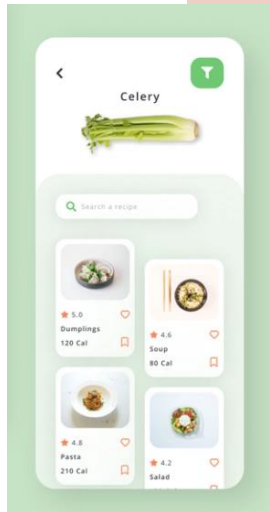 Celery
Search a recipe
5.0
Dumplings
120 Cal
4.6
Soup
80 Cal
4.8
Pasta
210 Cal
4.2
Salad